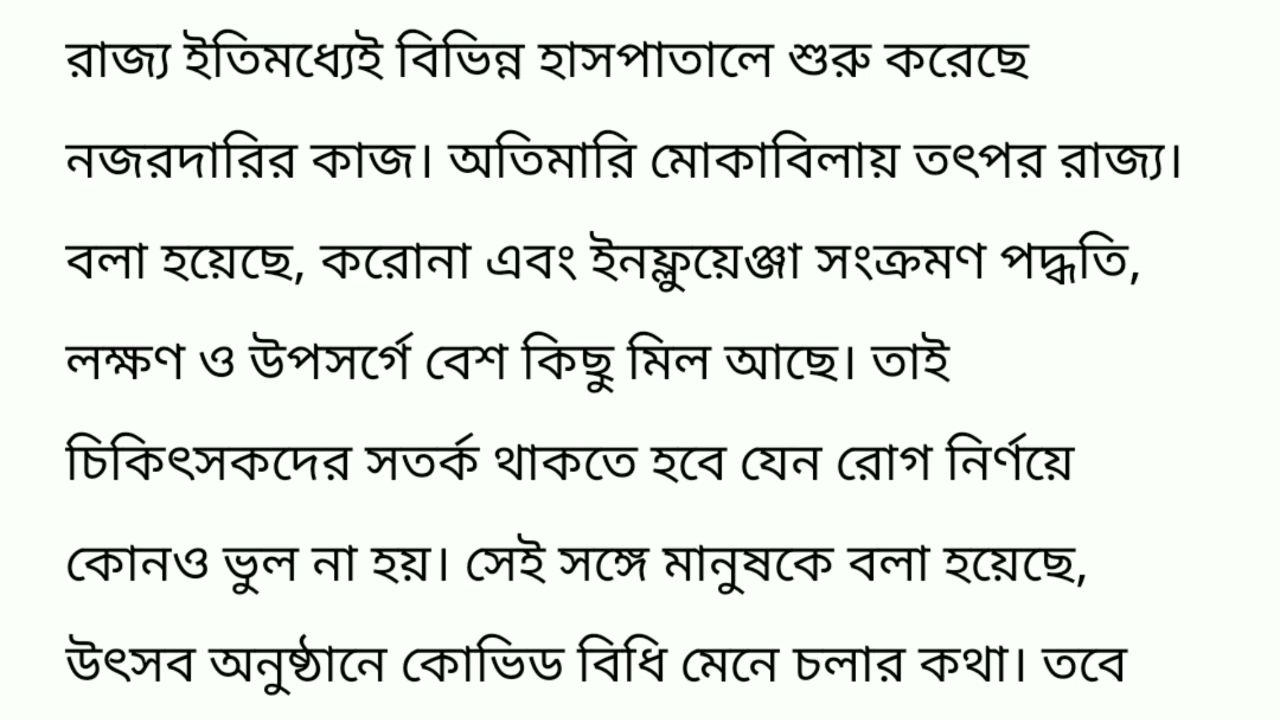 রাজ্য ইতিমধ্যেই বিভিন্ন হাসপাতালে শুরু করেছে
নজরদারির কাজ। অতিমারি মোকাবিলায় তৎপর রাজ্য।
বলা হয়েছে, করোনা এবং ইনফ্লুয়েঞ্জা সংক্রমণ পদ্ধতি,
লক্ষণ ও উপসর্গে বেশ কিছু মিল আছে। তাই
চিকিৎসকদের সতর্ক থাকতে হবে যেন রোগ নির্ণয়ে
কোনও ভুল না হয়। সেই সঙ্গে মানুষকে বলা হয়েছে,
উৎসব অনুষ্ঠানে কোভিড বিধি মেনে চলার কথা। তবে